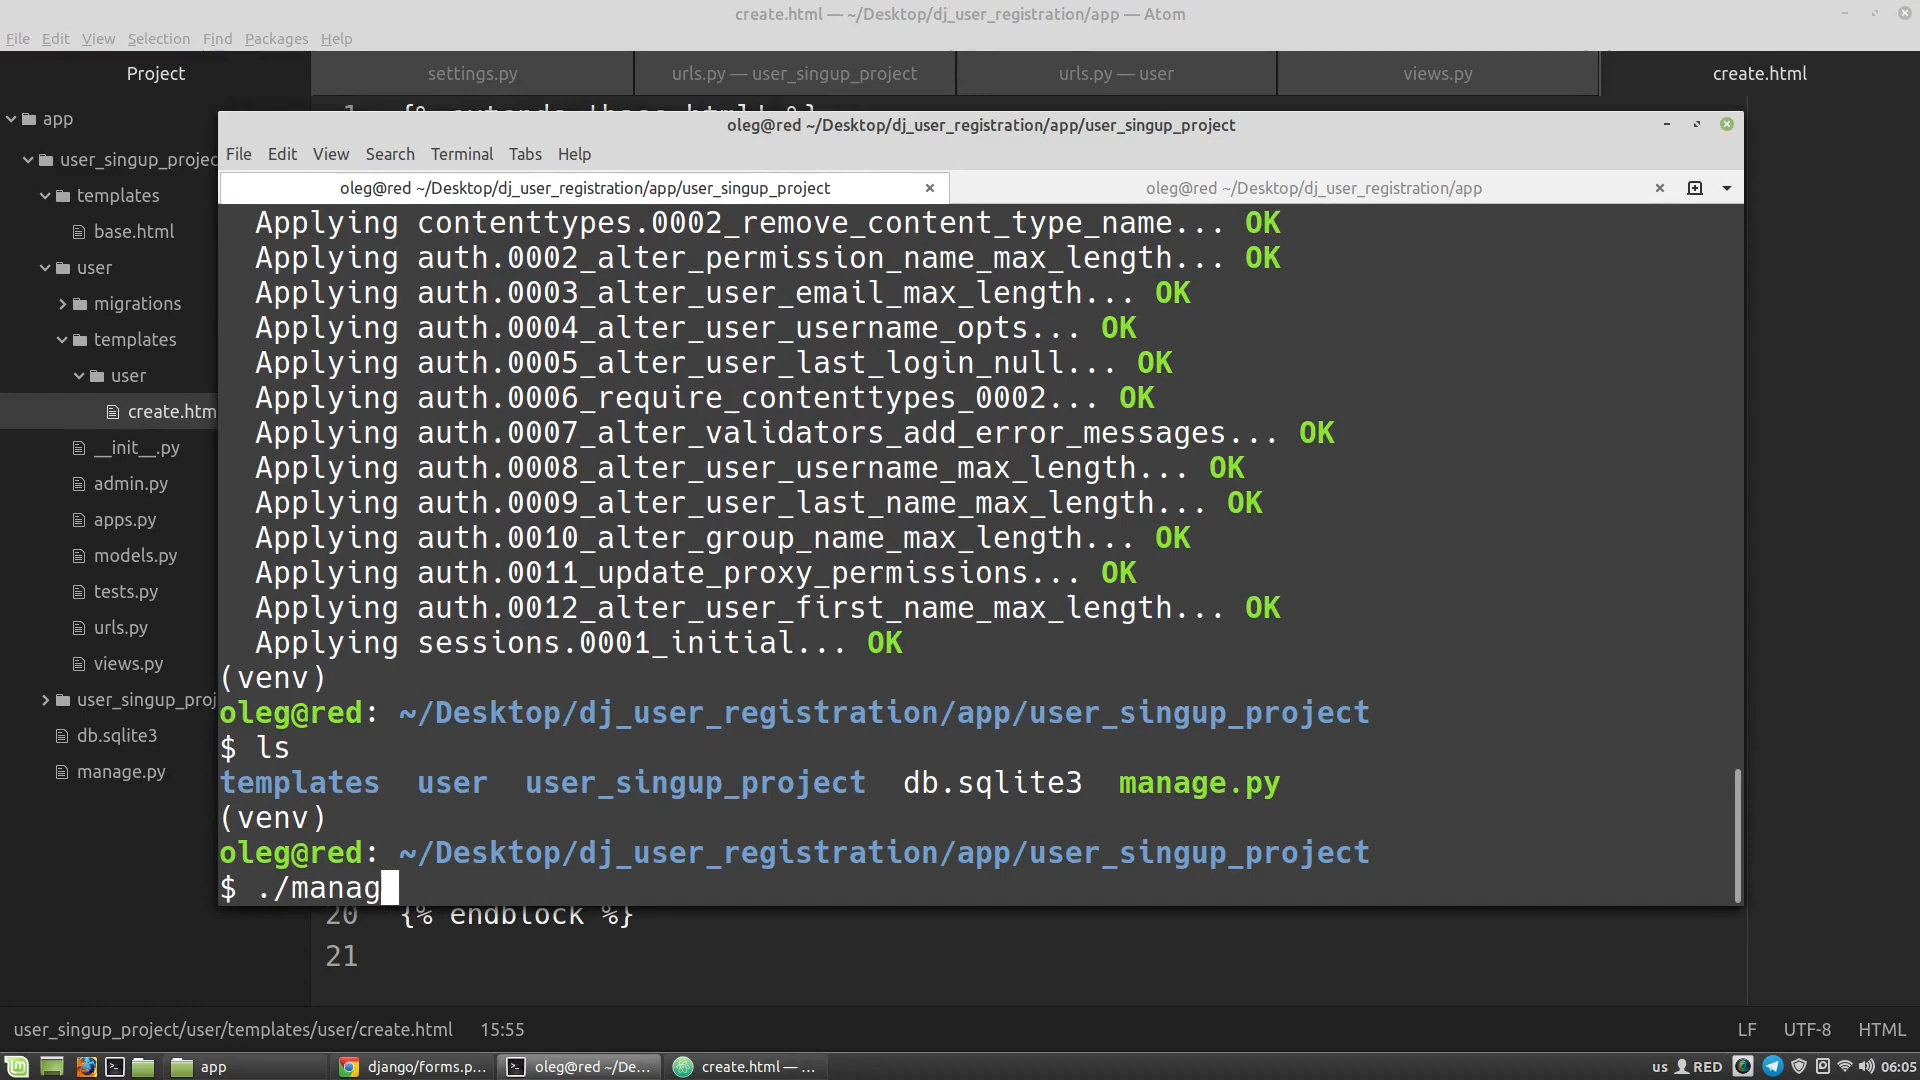 create.html — ~/Desktop/dj_user_registration/app — Atom
File Edit View Selection Find Packages Help
Project
settings.py
urls.py — user_singup_project
urls.py — user
views.py
create.html
app
user_singup_projec
templates
base.html
user
migrations
templates
user
create.htm
__init__.py
admin.py
apps.py
models.py
tests.py
urls.py
views.py
user_singup_proj
db.sqlite3
manage.py
oleg@red ~/Desktop/dj_user_registration/app/user_singup_project
File Edit View Search Terminal Tabs Help
oleg@red ~/Desktop/dj_user_registration/app/user_singup_project
oleg@red ~/Desktop/dj_user_registration/app
Applying contenttypes.0002_remove_content_type_name... OK
Applying auth.0002_alter_permission_name_max_length... OK
Applying auth.0003_alter_user_email_max_length... OK
Applying auth.0004_alter_user_username_opts... OK
Applying auth.0005_alter_user_last_login_null... OK
Applying auth.0006_require_contenttypes_0002... OK
Applying auth.0007_alter_validators_add_error_messages... OK
Applying auth.0008_alter_user_username_max_length... OK
Applying auth.0009_alter_user_last_name_max_length... OK
Applying auth.0010_alter_group_name_max_length... OK
Applying auth.0011_update_proxy_permissions... OK
Applying auth.0012_alter_user_first_name_max_length... OK
Applying sessions.0001_initial... OK
(venv)
oleg@red: ~/Desktop/dj_user_registration/app/user_singup_project
$ ls
templates user user_singup_project db.sqlite3 manage.py
(venv)
oleg@red: ~/Desktop/dj_user_registration/app/user_singup_project
$ ./manag
20 {% endblock %}
21
user_singup_project/user/templates/user/create.html 15:55
LF UTF-8 HTML
app
django/forms.p...
oleg@red ~/De...
create.html — ...
us RED 06:05